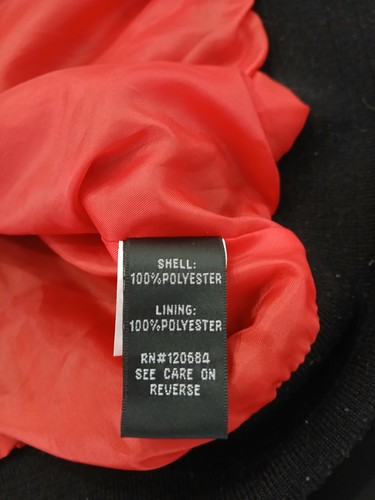 SHELL:
100%POLYESTER
LINING:
100%POLYESTER
RN#120684
SEE CARE ON
REVERSE